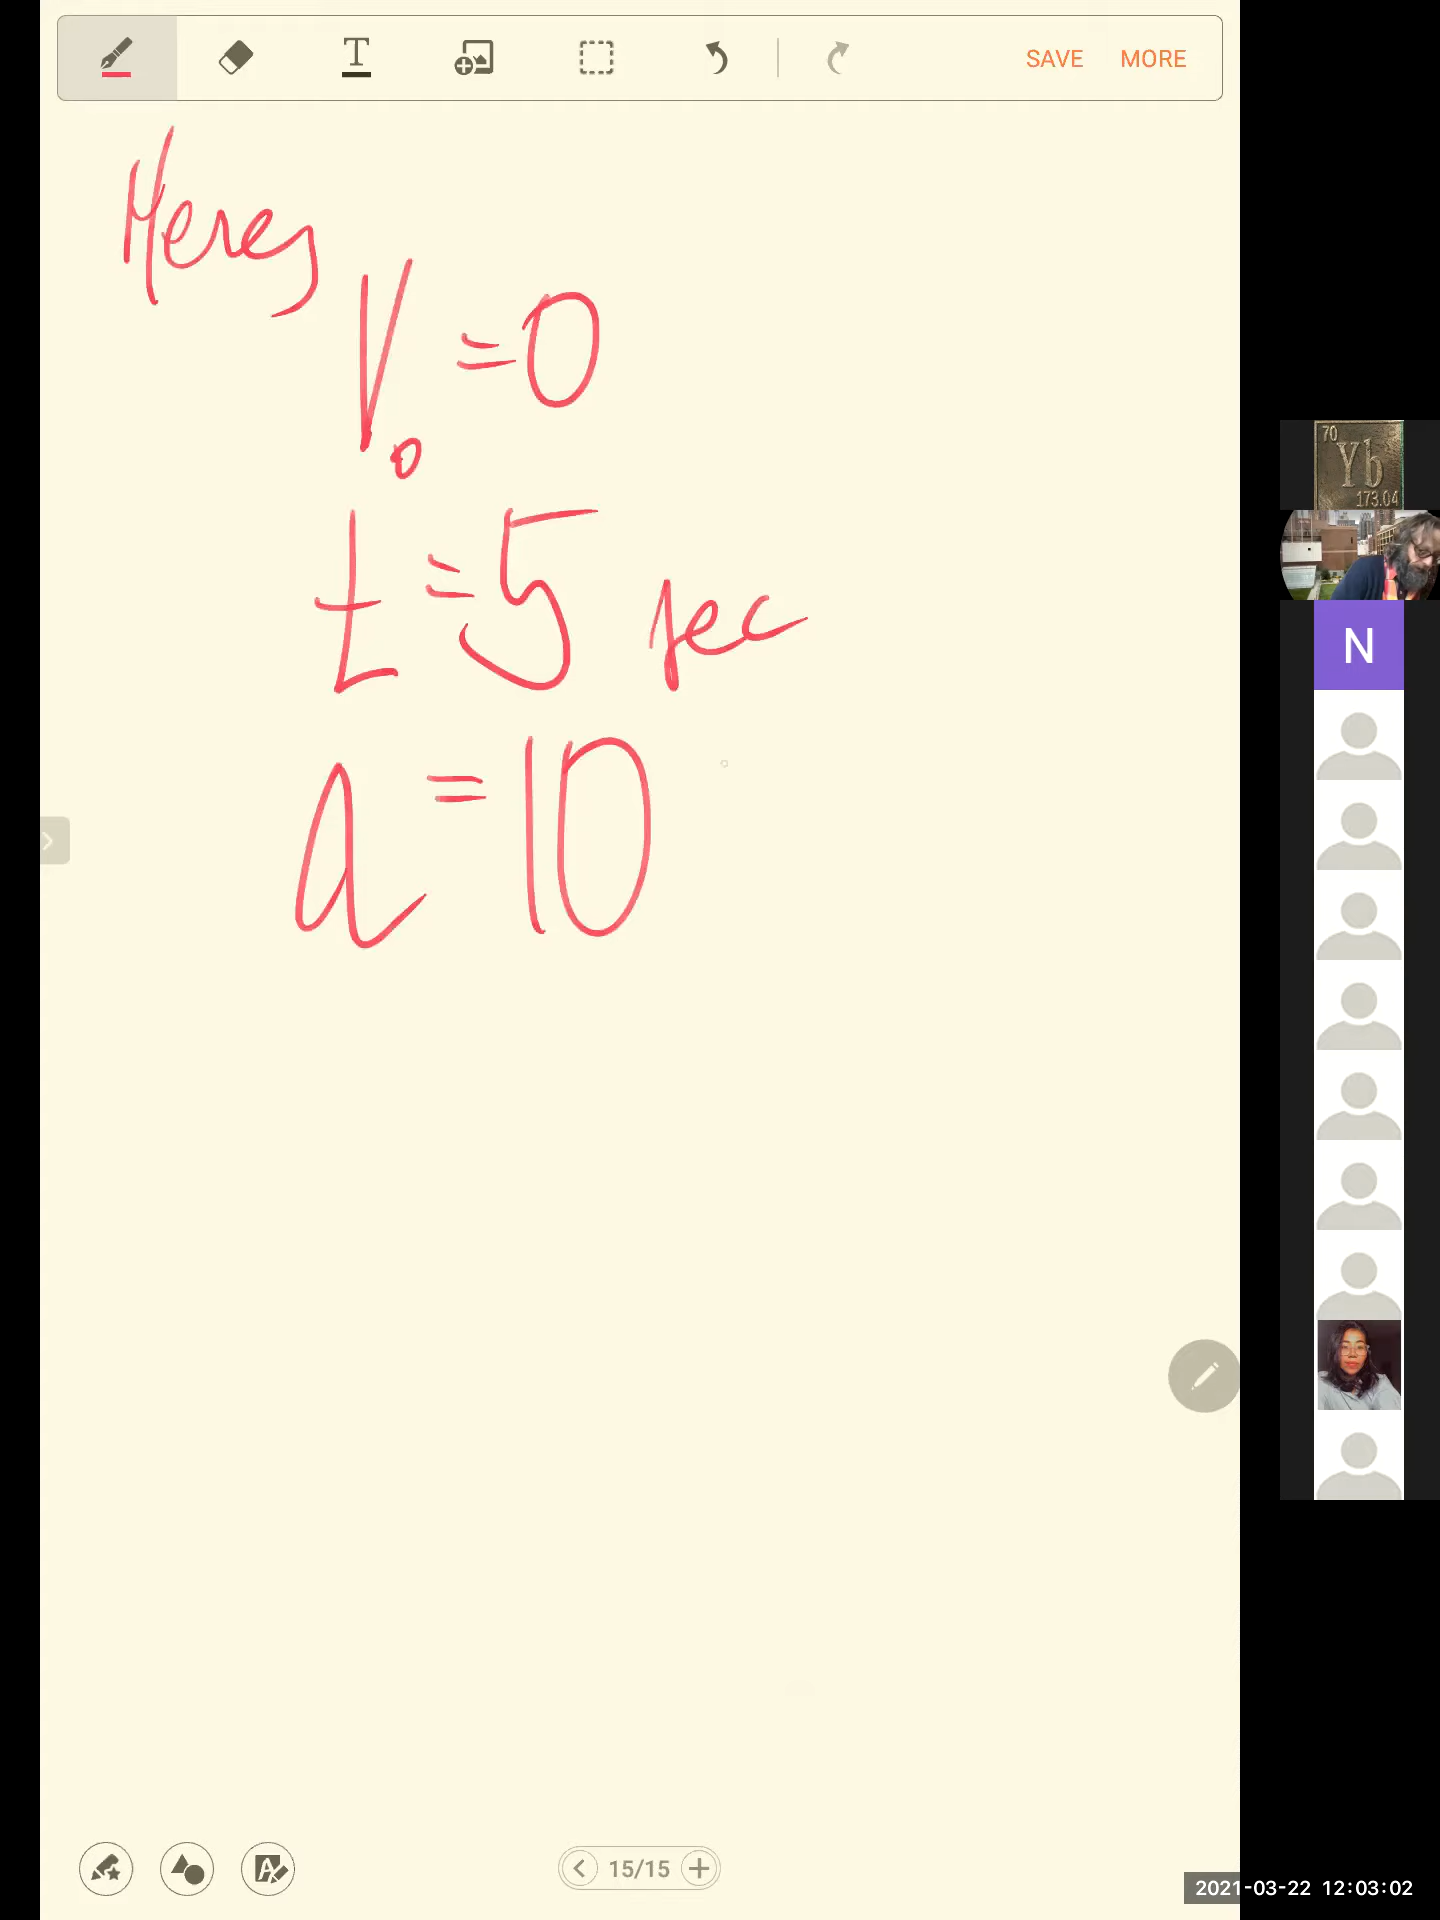 SAVE MORE
V₀ = 0
t = 5 sec
a = 10
70
Yb
173.04
N
15/15
2021-03-22 12:03:02